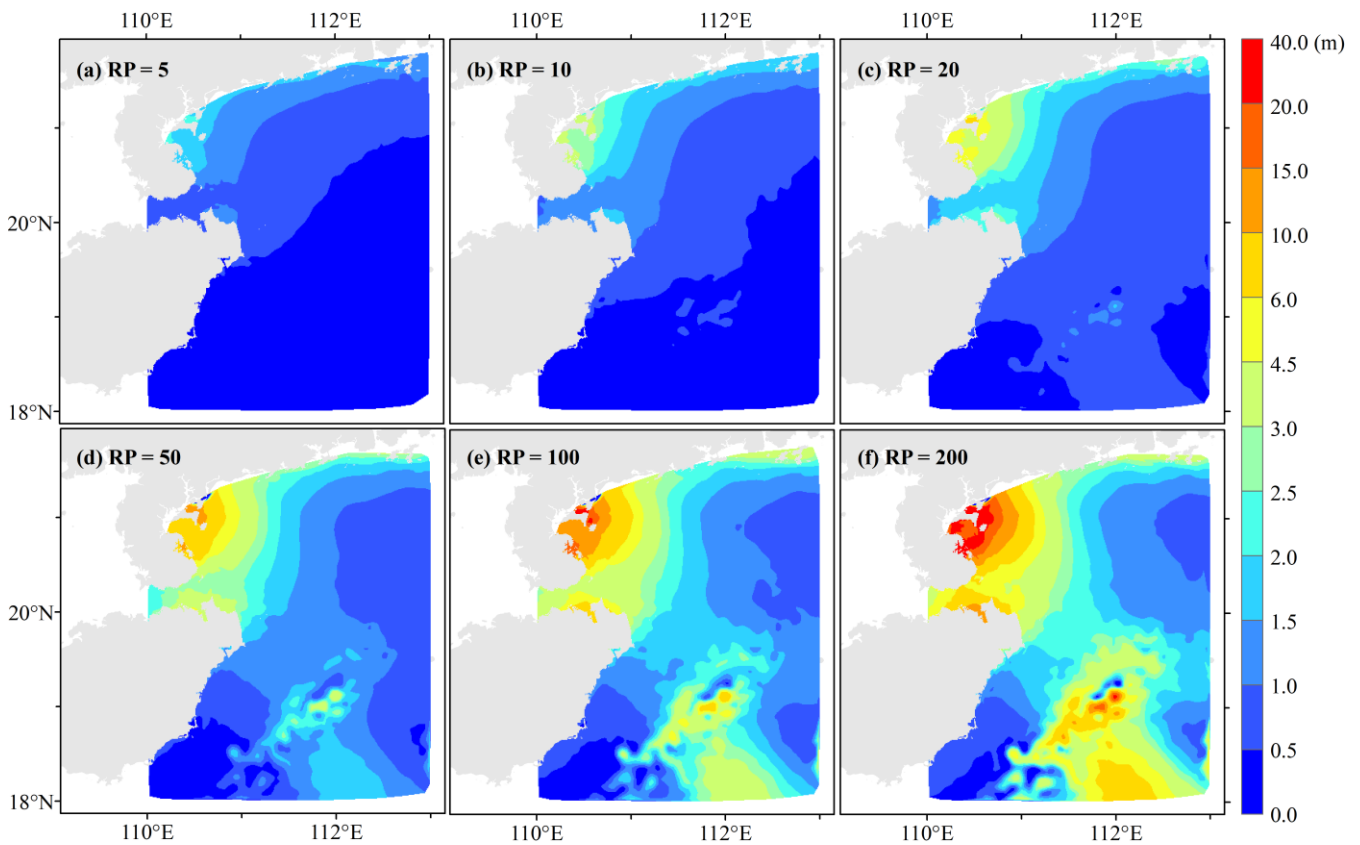 110°E 112°E 110°E 112°E 110°E 112°E
(a) RP = 5 (b) RP = 10 (c) RP = 20
20°N
18°N
(d) RP = 50 (e) RP = 100 (f) RP = 200
20°N
18°N
110°E 112°E 110°E 112°E 110°E 112°E
40.0 (m)
20.0
15.0
10.0
6.0
4.5
3.0
2.5
2.0
1.5
1.0
0.5
0.0